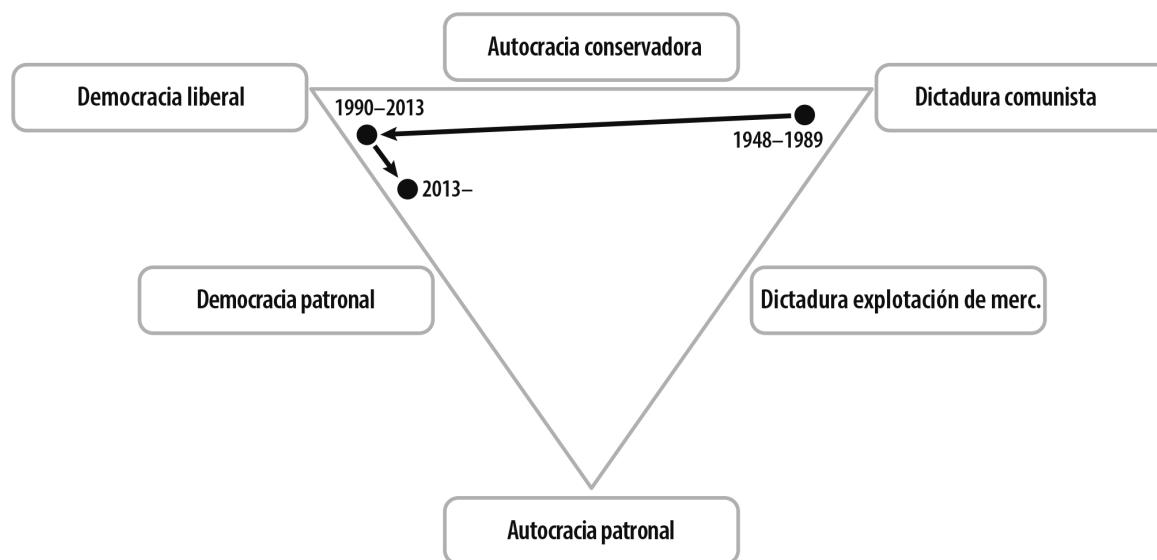 Autocracia conservadora
Democracia liberal
Dictadura comunista
1990–2013
1948–1989
2013–
Democracia patronal
Dictadura explotación de merc.
Autocracia patronal